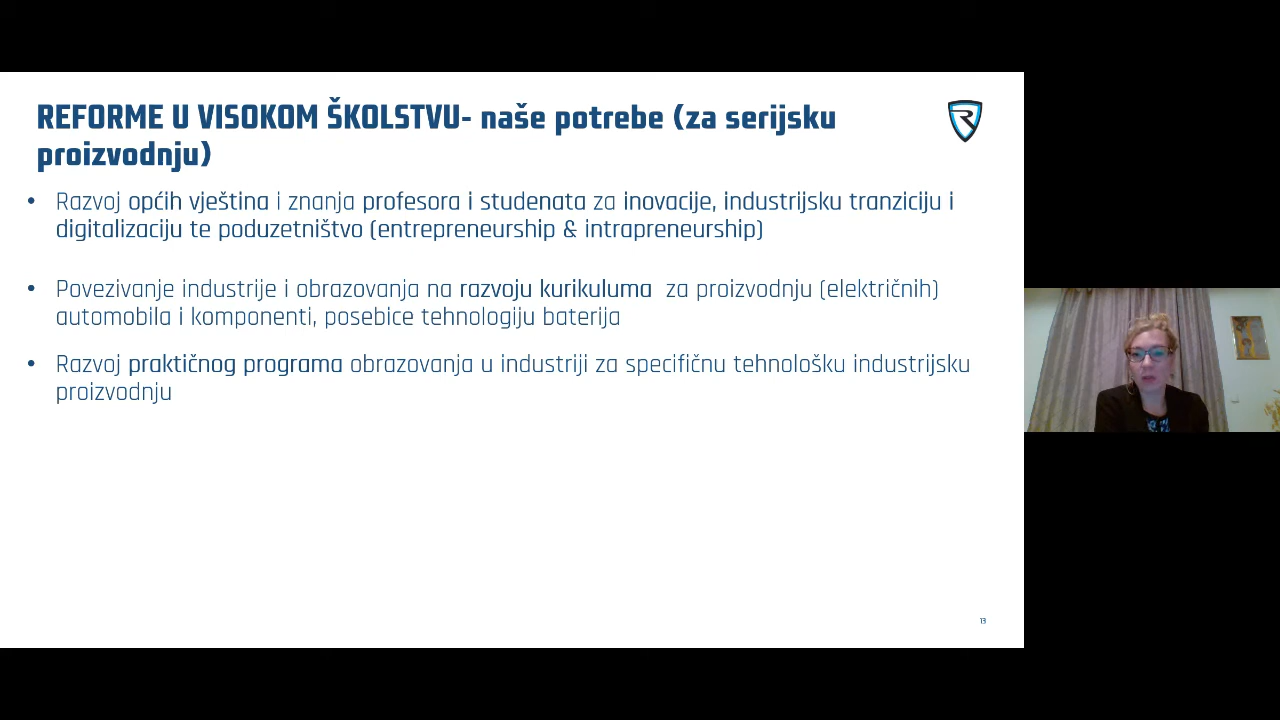 REFORME U VISOKOM ŠKOLSTVU- naše potrebe (za serijsku
proizvodnju)
• Razvoj općih vještina i znanja profesora i studenata za inovacije, industrijsku tranziciju i
digitalizaciju te poduzetništvo (entrepreneurship & intrapreneurship)
• Povezivanje industrije i obrazovanja na razvoju kurikuluma za proizvodnju (električnih)
automobila i komponenti, posebice tehnologiju baterija
• Razvoj praktičnog programa obrazovanja u industriji za specifičnu tehnološku industrijsku
proizvodnju
13